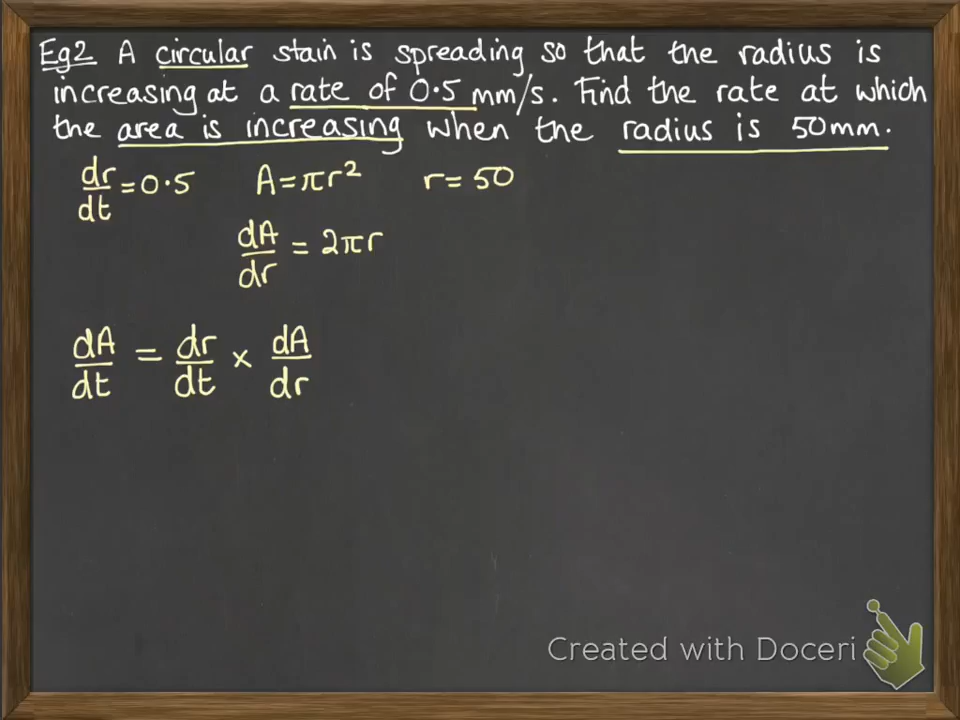 Eg2 A circular stain is spreading so that the radius is
increasing at a rate of 0.5 mm/s. Find the rate at which
the area is increasing when the radius is 50mm.
dr/dt = 0.5 A = πr² r = 50
dA/dr = 2πr
dA/dt = dr/dt × dA/dr
Created with Doceri